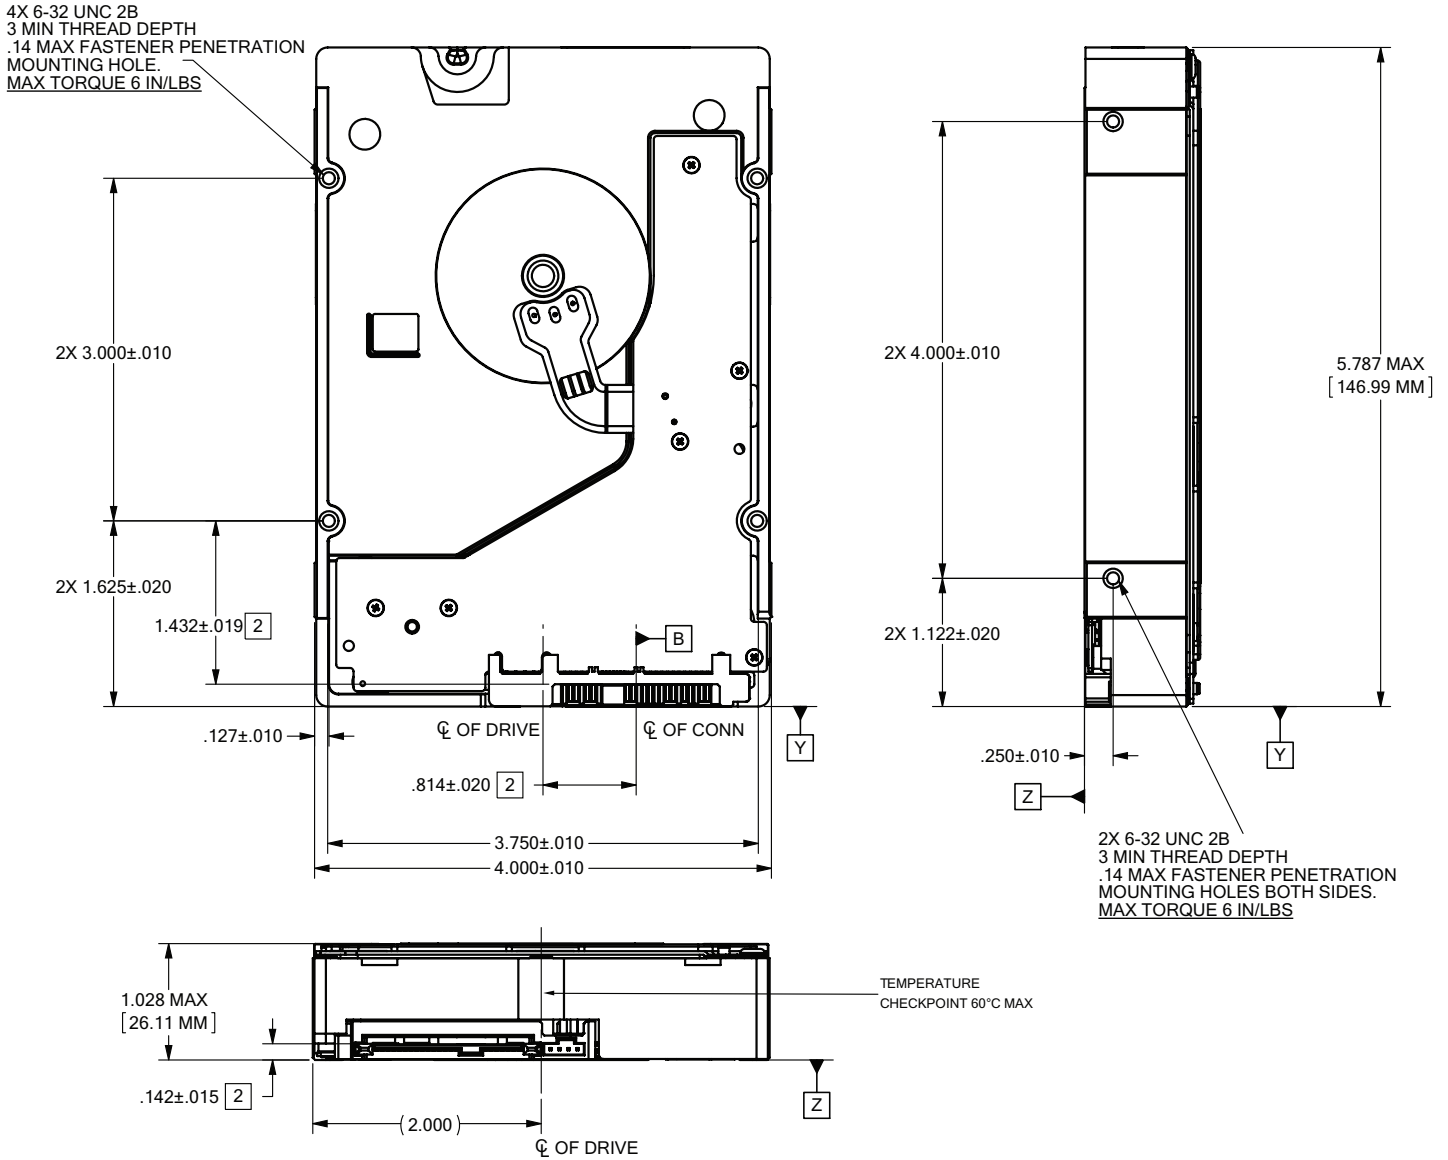 4X 6-32 UNC 2B
3 MIN THREAD DEPTH
.14 MAX FASTENER PENETRATION
MOUNTING HOLE.
MAX TORQUE 6 IN/LBS
2X 3.000±.010
2X 1.625±.020
1.432±.019 2
B
.127±.010
℄ OF DRIVE
℄ OF CONN
Y
.814±.020 2
3.750±.010
4.000±.010
2X 4.000±.010
5.787 MAX
[146.99 MM]
2X 1.122±.020
.250±.010
Y
Z
2X 6-32 UNC 2B
3 MIN THREAD DEPTH
.14 MAX FASTENER PENETRATION
MOUNTING HOLES BOTH SIDES.
MAX TORQUE 6 IN/LBS
1.028 MAX
[26.11 MM]
TEMPERATURE
CHECKPOINT 60°C MAX
.142±.015 2
Z
(2.000)
℄ OF DRIVE